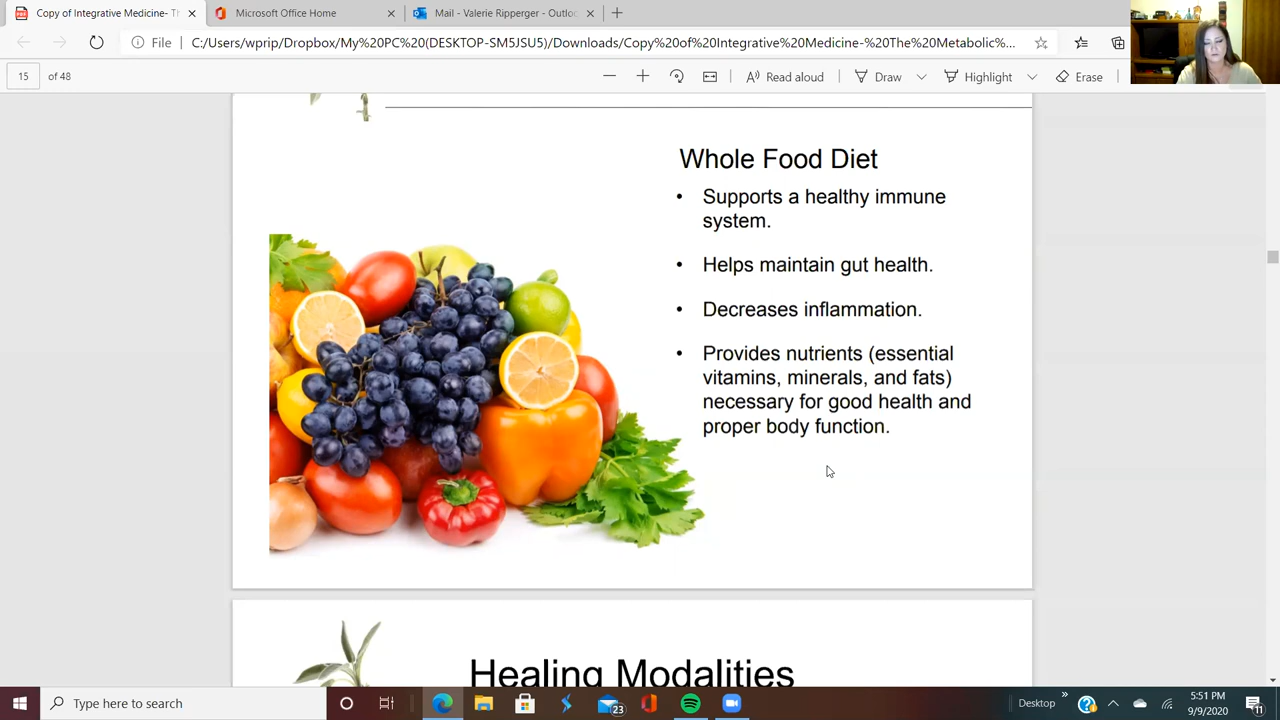 Copy of Integrative Medicine- Th
Microsoft Office Home
Mail - Valerie Ripperger - Outloo
File
C:/Users/wprip/Dropbox/My%20PC%20(DESKTOP-SM5JSU5)/Downloads/Copy%20of%20Integrative%20Medicine-%20The%20Metabolic%...
15 of 48
Read aloud
Draw
Highlight
Erase
Whole Food Diet
• Supports a healthy immune
system.
• Helps maintain gut health.
• Decreases inflammation.
• Provides nutrients (essential
vitamins, minerals, and fats)
necessary for good health and
proper body function.
Healing Modalities
Type here to search
23
Desktop
5:51 PM
9/9/2020
11